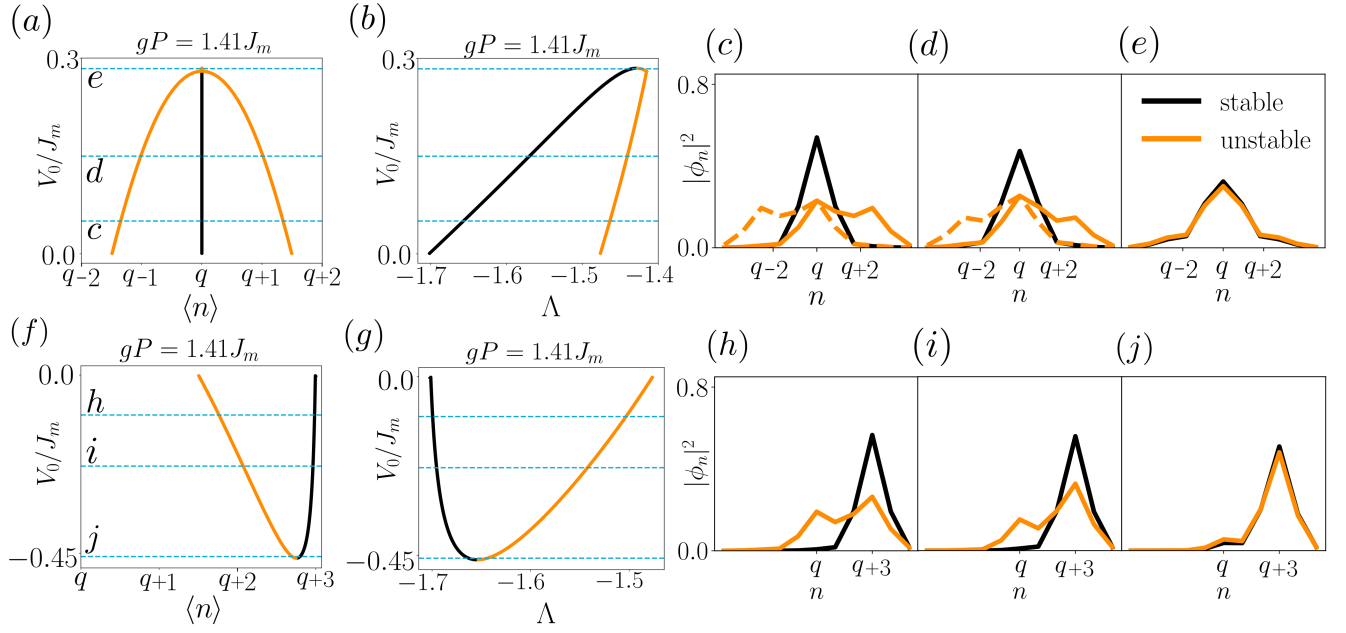 (a)
gP = 1.41J_m
V_0/J_m
0.3
0.0
e
d
c
q-2 q-1 q q+1 q+2
⟨n⟩
(b)
gP = 1.41J_m
V_0/J_m
0.3
0.0
−1.7 −1.6 −1.5 −1.4
Λ
(c)
|ϕ_n|^2
0.8
0.0
q-2 q q+2
n
(d)
q-2 q q+2
n
(e)
stable
unstable
q-2 q q+2
n
(f)
gP = 1.41J_m
V_0/J_m
0.0
−0.45
h
i
j
q q+1 q+2 q+3
⟨n⟩
(g)
gP = 1.41J_m
V_0/J_m
0.0
−0.45
−1.7 −1.6 −1.5
Λ
(h)
|ϕ_n|^2
0.8
0.0
q q+3
n
(i)
q q+3
n
(j)
q q+3
n